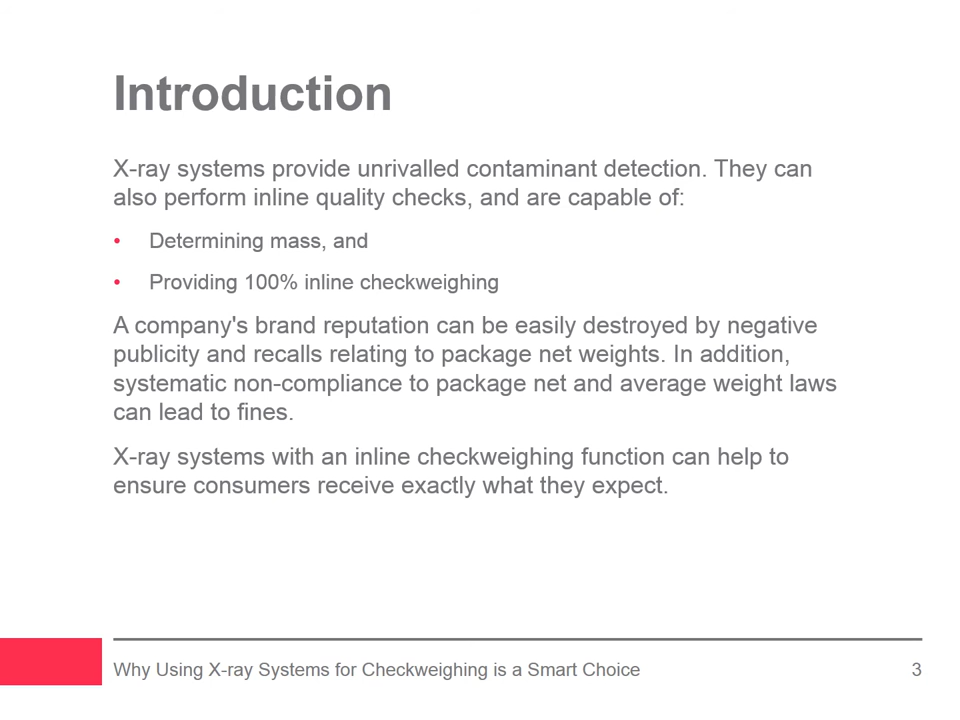 Introduction
X-ray systems provide unrivalled contaminant detection. They can
also perform inline quality checks, and are capable of:
• Determining mass, and
• Providing 100% inline checkweighing
A company's brand reputation can be easily destroyed by negative
publicity and recalls relating to package net weights. In addition,
systematic non-compliance to package net and average weight laws
can lead to fines.
X-ray systems with an inline checkweighing function can help to
ensure consumers receive exactly what they expect.
Why Using X-ray Systems for Checkweighing is a Smart Choice 3